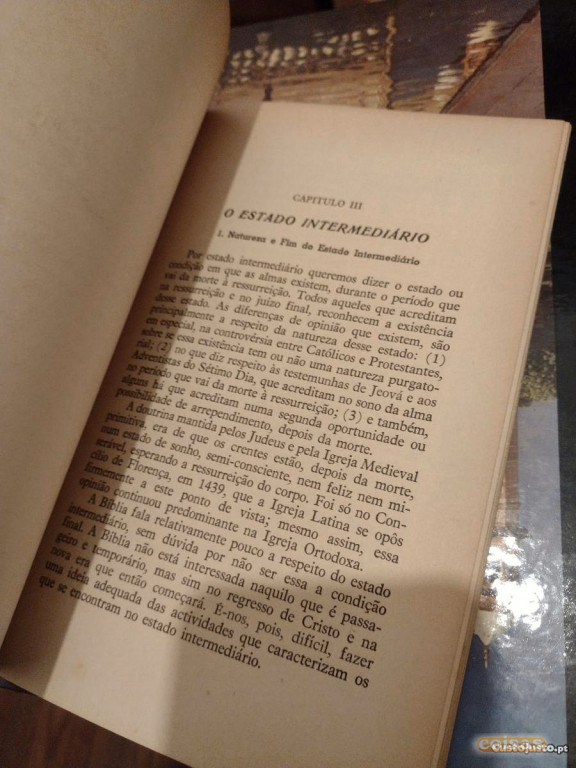 CAPITULO III
O ESTADO INTERMEDIÁRIO
1. Natureza e Fim do Estado Intermediário
Por estado intermediário queremos dizer o estado ou
condição em que as almas existem, durante o período que
vai da morte à ressurreição. Todos aqueles que acreditam
na ressurreição e no juízo final, reconhecem a existência
desse estado. As diferenças de opinião que existem, são
principalmente a respeito da natureza desse estado: (1)
em especial, na controvérsia entre Católicos e Protestantes,
sobre se essa existência tem ou não uma natureza purgato-
rial; (2) no que diz respeito às testemunhas de Jeová e aos
Adventistas do Sétimo Dia, que acreditam no sono da alma
no período que vai da morte à ressurreição; (3) e também,
alguns há que acreditam numa segunda oportunidade ou
possibilidade de arrependimento, depois da morte.
A doutrina mantida pelos Judeus e pela Igreja Medieval
primitiva, era de que os crentes estão, depois da morte,
num estado de sonho, semi-consciente, nem feliz nem mi-
serável, esperando a ressurreição do corpo. Foi só no Con-
cílio de Florença, em 1439, que a Igreja Latina se opôs
firmemente a este ponto de vista; mesmo assim, essa
opinião continuou predominante na Igreja Ortodoxa.
A Bíblia fala relativamente pouco a respeito do estado
intermediário, sem dúvida por não ser essa a condição
final. A Bíblia não está interessada naquilo que é passa-
geiro e temporário, mas sim no regresso de Cristo e na
nova era que então começará. É-nos, pois, difícil, fazer
uma ideia adequada das actividades que caracterizam os
que se encontram no estado intermediário.
coisas
CustoJusto.pt